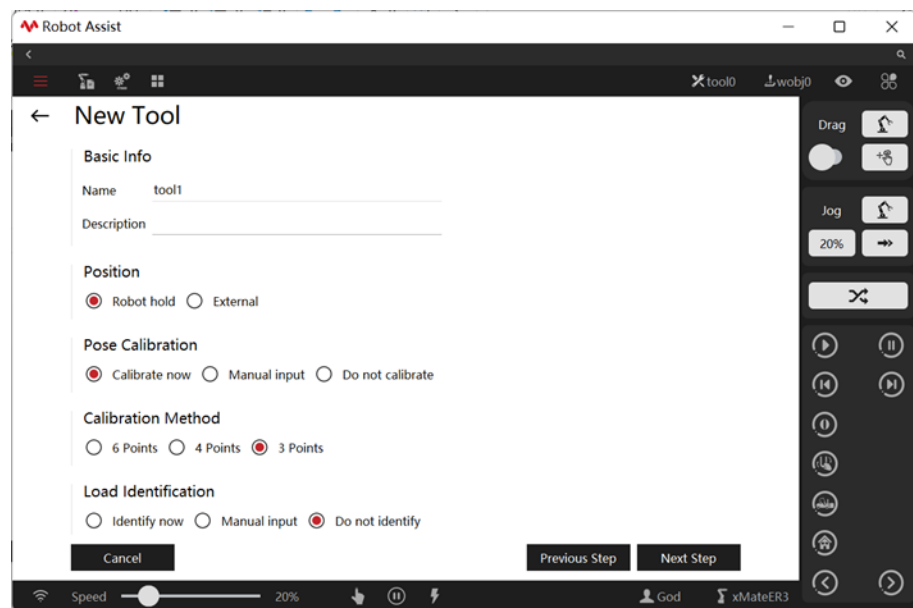 Robot Assist
tool0 wobj0
New Tool
Basic Info
Name tool1
Description
Position
Robot hold External
Pose Calibration
Calibrate now Manual input Do not calibrate
Calibration Method
6 Points 4 Points 3 Points
Load Identification
Identify now Manual input Do not identify
Cancel Previous Step Next Step
Drag
Jog
20%
Speed 20% God xMateER3